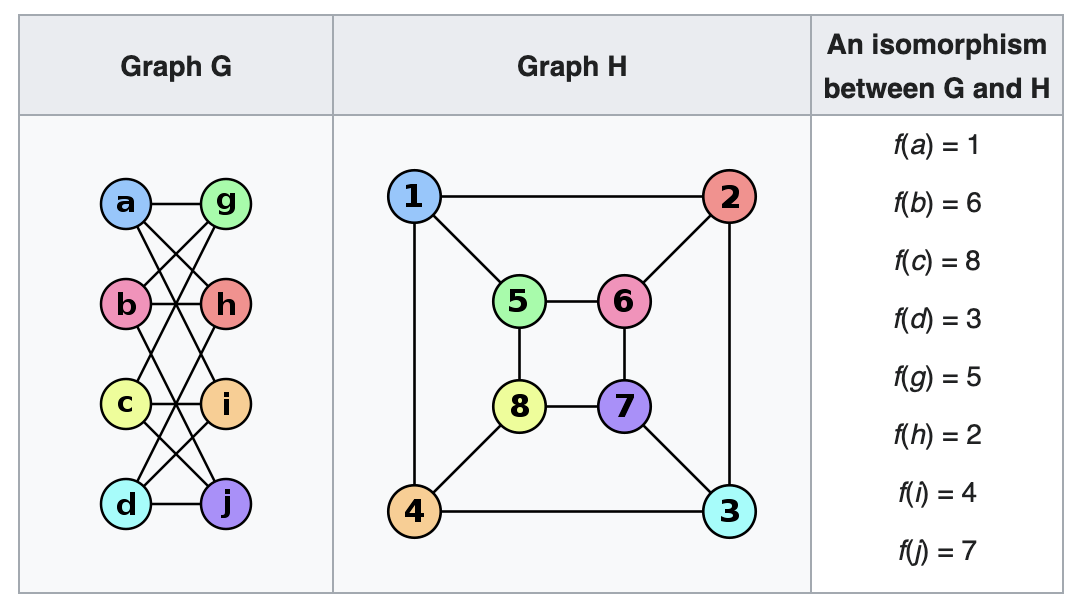 Graph G
Graph H
An isomorphism
between G and H
a
g
b
h
c
i
d
j
1
2
5
6
8
7
4
3
f(a) = 1
f(b) = 6
f(c) = 8
f(d) = 3
f(g) = 5
f(h) = 2
f(i) = 4
f(j) = 7